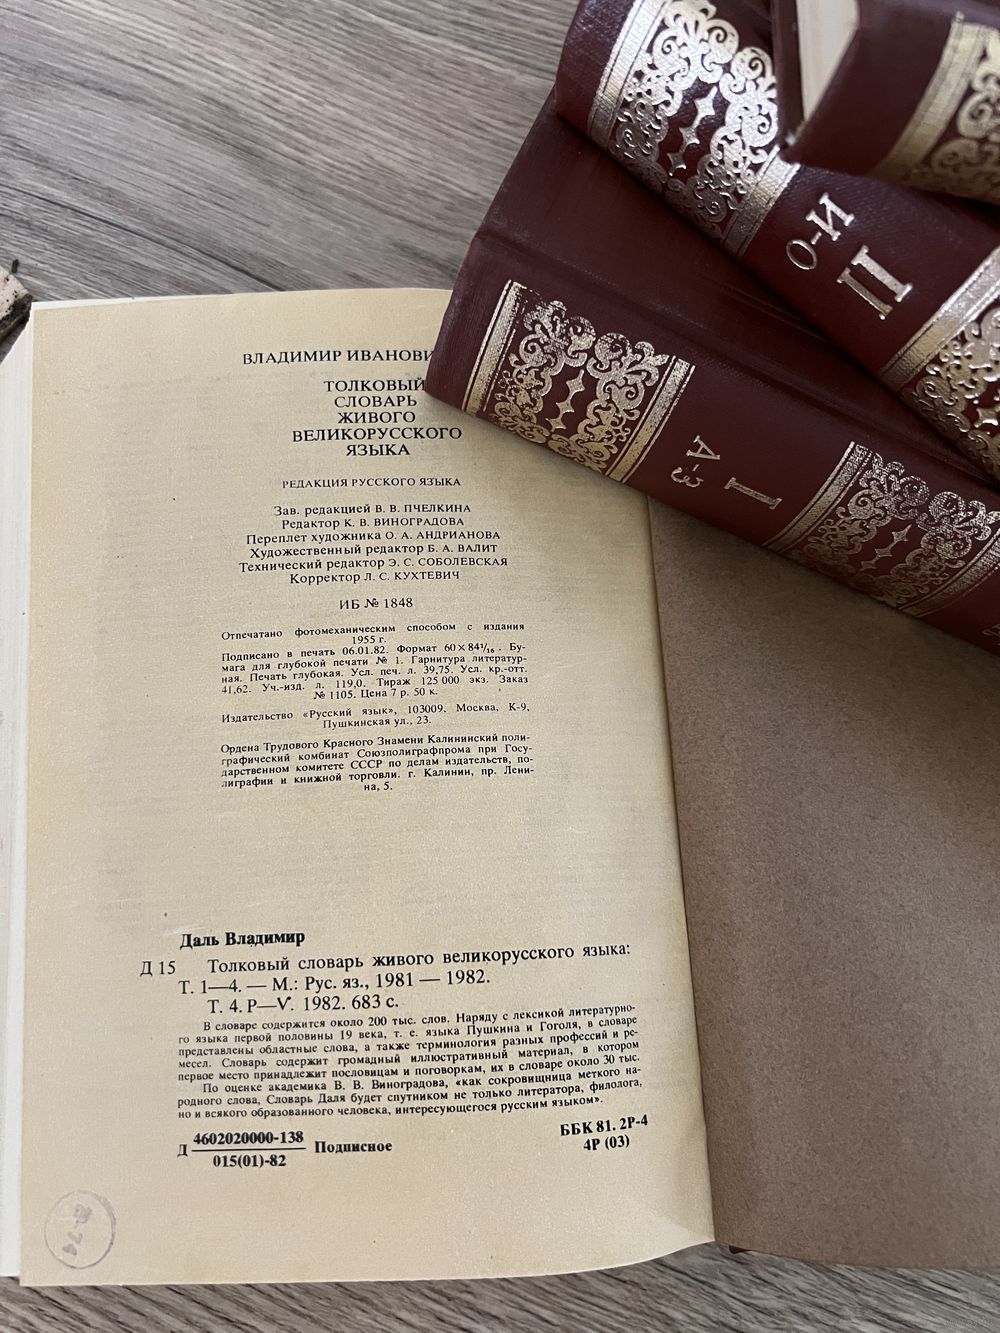 ВЛАДИМИР ИВАНОВИ
ТОЛКОВЫЙ
СЛОВАРЬ
ЖИВОГО
ВЕЛИКОРУССКОГО
ЯЗЫКА
РЕДАКЦИЯ РУССКОГО ЯЗЫКА
Зав. редакцией В. В. ПЧЕЛКИНА
Редактор К. В. ВИНОГРАДОВА
Переплет художника О. А. АНДРИАНОВА
Художественный редактор Б. А. ВАЛИТ
Технический редактор Э. С. СОБОЛЕВСКАЯ
Корректор Л. С. КУХТЕВИЧ
ИБ № 1848
Отпечатано фотомеханическим способом с издания
1955 г.
Подписано в печать 06.01.82. Формат 60×84¹/₁₆. Бу-
мага для глубокой печати № 1. Гарнитура литератур-
ная. Печать глубокая. Усл. печ. л. 39,75. Усл. кр.-отт.
41,62. Уч.-изд. л. 119,0. Тираж 125 000 экз. Заказ
№ 1105. Цена 7 р. 50 к.
Издательство «Русский язык», 103009, Москва, К-9,
Пушкинская ул., 23.
Ордена Трудового Красного Знамени Калининский поли-
графический комбинат Союзполиграфпрома при Госу-
дарственном комитете СССР по делам издательств, по-
лиграфии и книжной торговли. г. Калинин, пр. Лени-
на, 5.
Даль Владимир
Д 15 Толковый словарь живого великорусского языка:
Т. 1—4. — М.: Рус. яз., 1981 — 1982.
Т. 4. Р—V. 1982. 683 с.
В словаре содержится около 200 тыс. слов. Наряду с лексикой литературно-
го языка первой половины 19 века, т. е. языка Пушкина и Гоголя, в словаре
представлены областные слова, а также терминология разных профессий и ре-
месел. Словарь содержит громадный иллюстративный материал, в котором
первое место принадлежит пословицам и поговоркам, их в словаре около 30 тыс.
По оценке академика В. В. Виноградова, «как сокровищница меткого на-
родного слова, Словарь Даля будет спутником не только литератора, филолога,
но и всякого образованного человека, интересующегося русским языком».
Д 4602020000-138 Подписное
015(01)-82
ББК 81. 2Р-4
4Р (03)
II
И-О
I
А-З